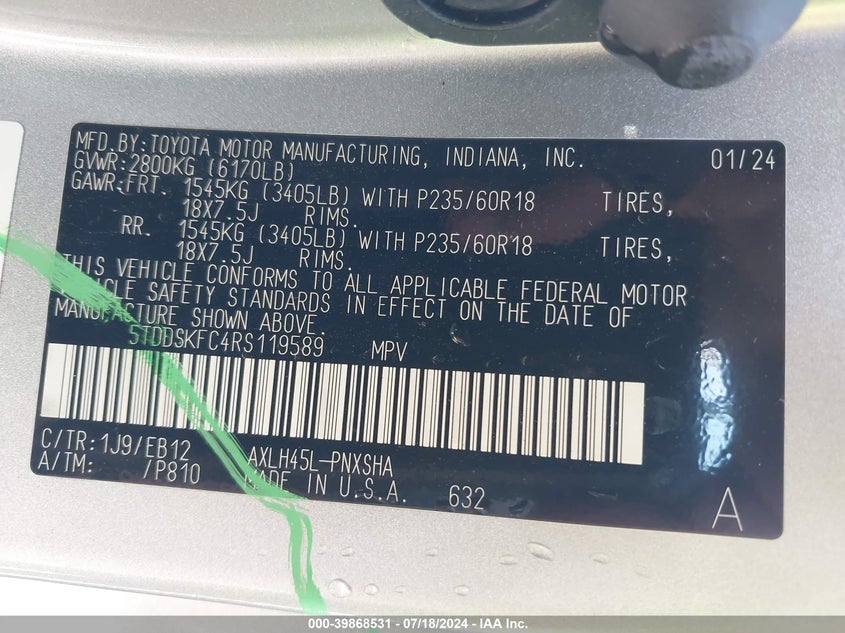 MFD.BY: TOYOTA MOTOR MANUFACTURING, INDIANA, INC. 01/24
GVWR: 2800KG (6170LB)
GAWR: FRT. 1545KG (3405LB) WITH P235/60R18 TIRES,
18X7.5J RIMS.
RR. 1545KG (3405LB) WITH P235/60R18 TIRES,
18X7.5J RIMS.
THIS VEHICLE CONFORMS TO ALL APPLICABLE FEDERAL MOTOR
VEHICLE SAFETY STANDARDS IN EFFECT ON THE DATE OF
MANUFACTURE SHOWN ABOVE.
5TDDSKFC4RS119589 MPV
C/TR: 1J9/EB12 AXLH45L-PNXSHA
A/TM: /P810 MADE IN U.S.A. 632 A
000-39868531 - 07/18/2024 - IAA Inc.